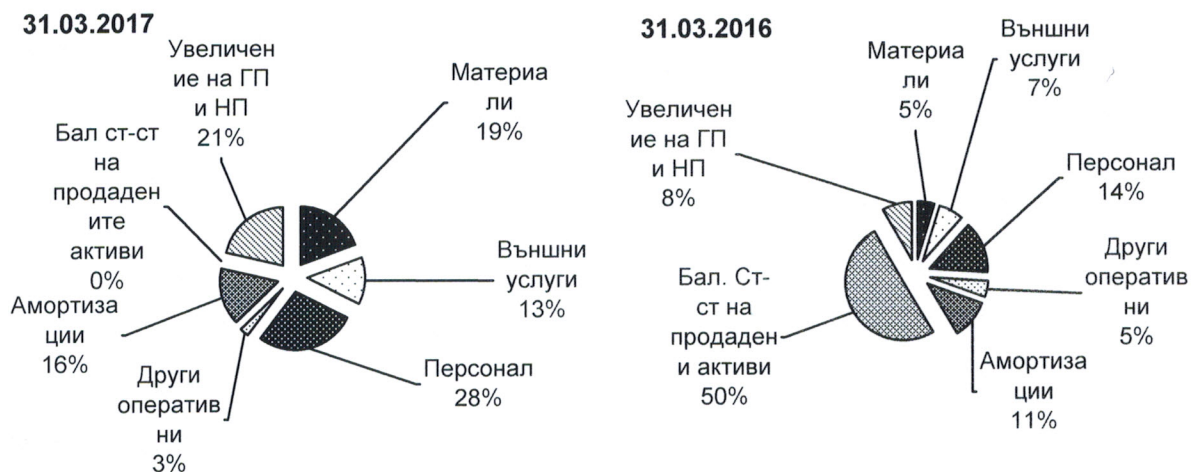 31.03.2017
Увеличен
ие на ГП
и НП
21%
Материа
ли
19%
Бал ст-ст
на
продаден
ите
активи
0%
Външни
услуги
13%
Амортиза
ции
16%
Персонал
28%
Други
оператив
ни
3%
31.03.2016
Материа
ли
5%
Външни
услуги
7%
Увеличен
ие на ГП
и НП
8%
Персонал
14%
Други
оператив
ни
5%
Бал. Ст-
ст на
продаден
и активи
50%
Амортиза
ции
11%